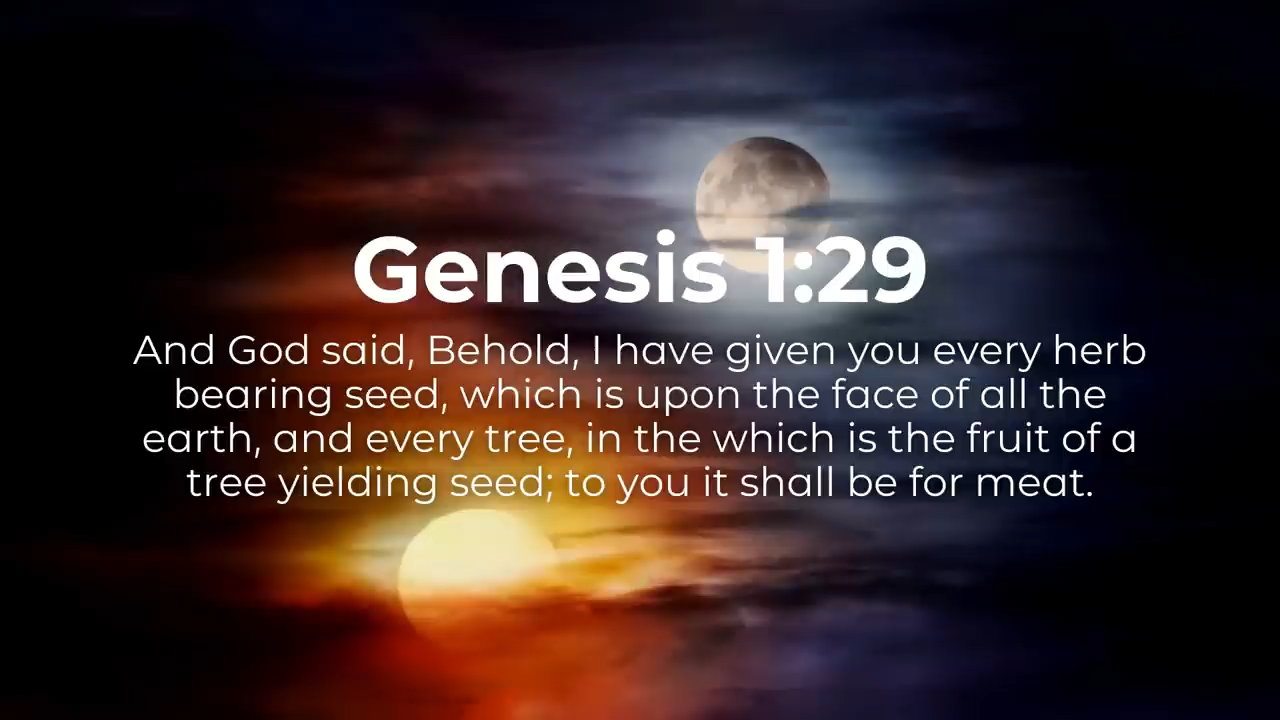 Genesis 1:29
And God said, Behold, I have given you every herb
bearing seed, which is upon the face of all the
earth, and every tree, in the which is the fruit of a
tree yielding seed; to you it shall be for meat.